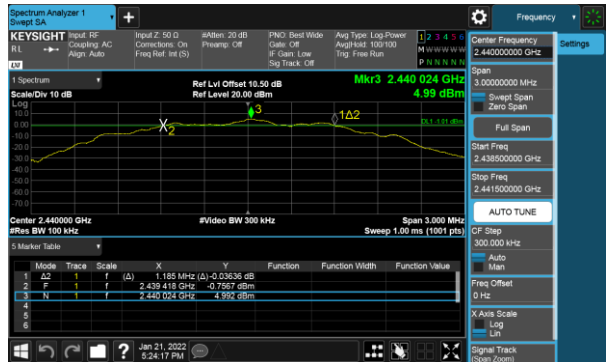 Spectrum Analyzer 1
Swept SA
+
Frequency
KEYSIGHT
RL
Input: RF
Coupling: AC
Align: Auto
Input Z: 50 Ω
Corrections: On
Freq Ref: Int (S)
#Atten: 20 dB
Preamp: Off
PNO: Best Wide
Gate: Off
IF Gain: Low
Sig Track: Off
Avg Type: Log-Power
Avg|Hold: 100/100
Trig: Free Run
1 2 3 4 5 6
M W W W W W
P N N N N N
LXI
1 Spectrum
Scale/Div 10 dB
Log
Ref Lvl Offset 10.50 dB
Ref Level 20.00 dBm
Mkr3 2.440 024 GHz
4.99 dBm
10.0
0.00
-10.0
-20.0
-30.0
-40.0
-50.0
-60.0
-70.0
2
3
1Δ2
DL1 -1.01 dBm
Center 2.440000 GHz
#Res BW 100 kHz
#Video BW 300 kHz
Span 3.000 MHz
Sweep 1.00 ms (1001 pts)
5 Marker Table
Mode Trace Scale X Y Function Function Width Function Value
1 Δ2 1 f (Δ) 1.185 MHz (Δ) -0.03636 dB
2 F 1 f 2.439 418 GHz -0.7567 dBm
3 N 1 f 2.440 024 GHz 4.992 dBm
4
5
6
Jan 21, 2022
5:24:17 PM
Center Frequency
2.440000000 GHz
Settings
Span
3.00000000 MHz
Swept Span
Zero Span
Full Span
Start Freq
2.438500000 GHz
Stop Freq
2.441500000 GHz
AUTO TUNE
CF Step
300.000 kHz
Auto
Man
Freq Offset
0 Hz
X Axis Scale
Log
Lin
Signal Track
(Span Zoom)